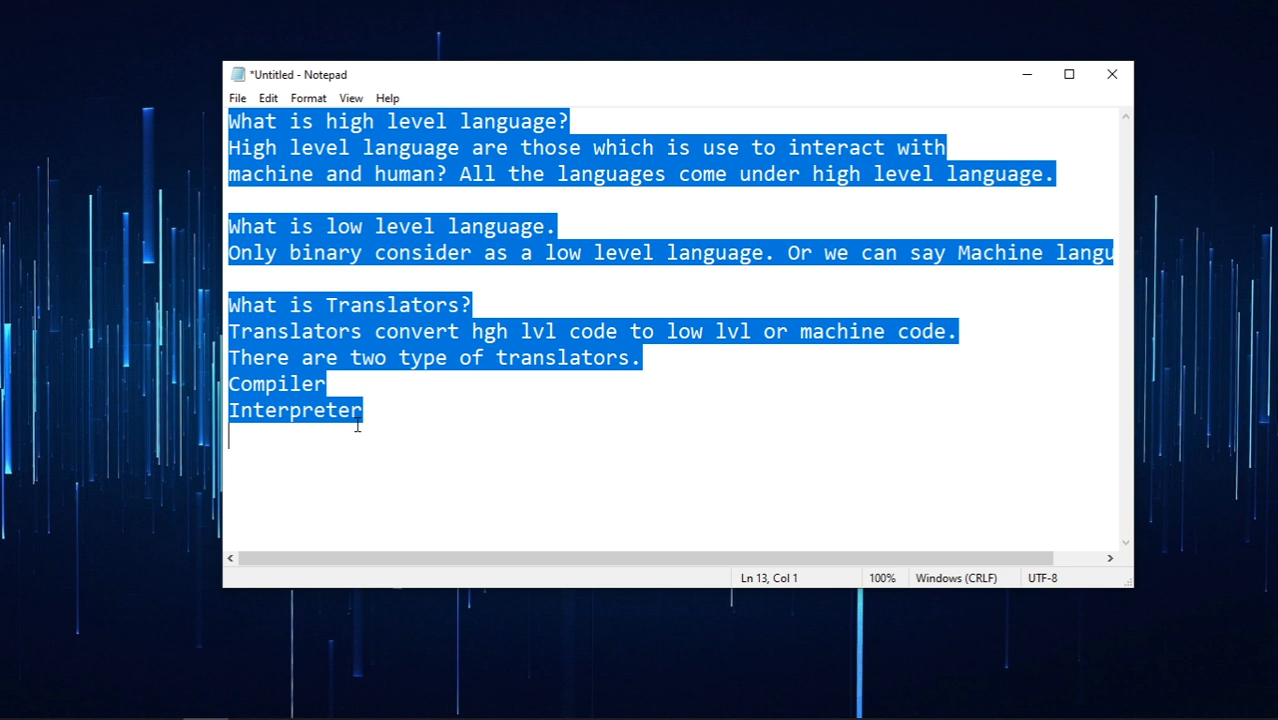 *Untitled - Notepad
File Edit Format View Help
What is high level language?
High level language are those which is use to interact with
machine and human? All the languages come under high level language.
What is low level language.
Only binary consider as a low level language. Or we can say Machine langu
What is Translators?
Translators convert hgh lvl code to low lvl or machine code.
There are two type of translators.
Compiler
Interpreter
Ln 13, Col 1 100% Windows (CRLF) UTF-8